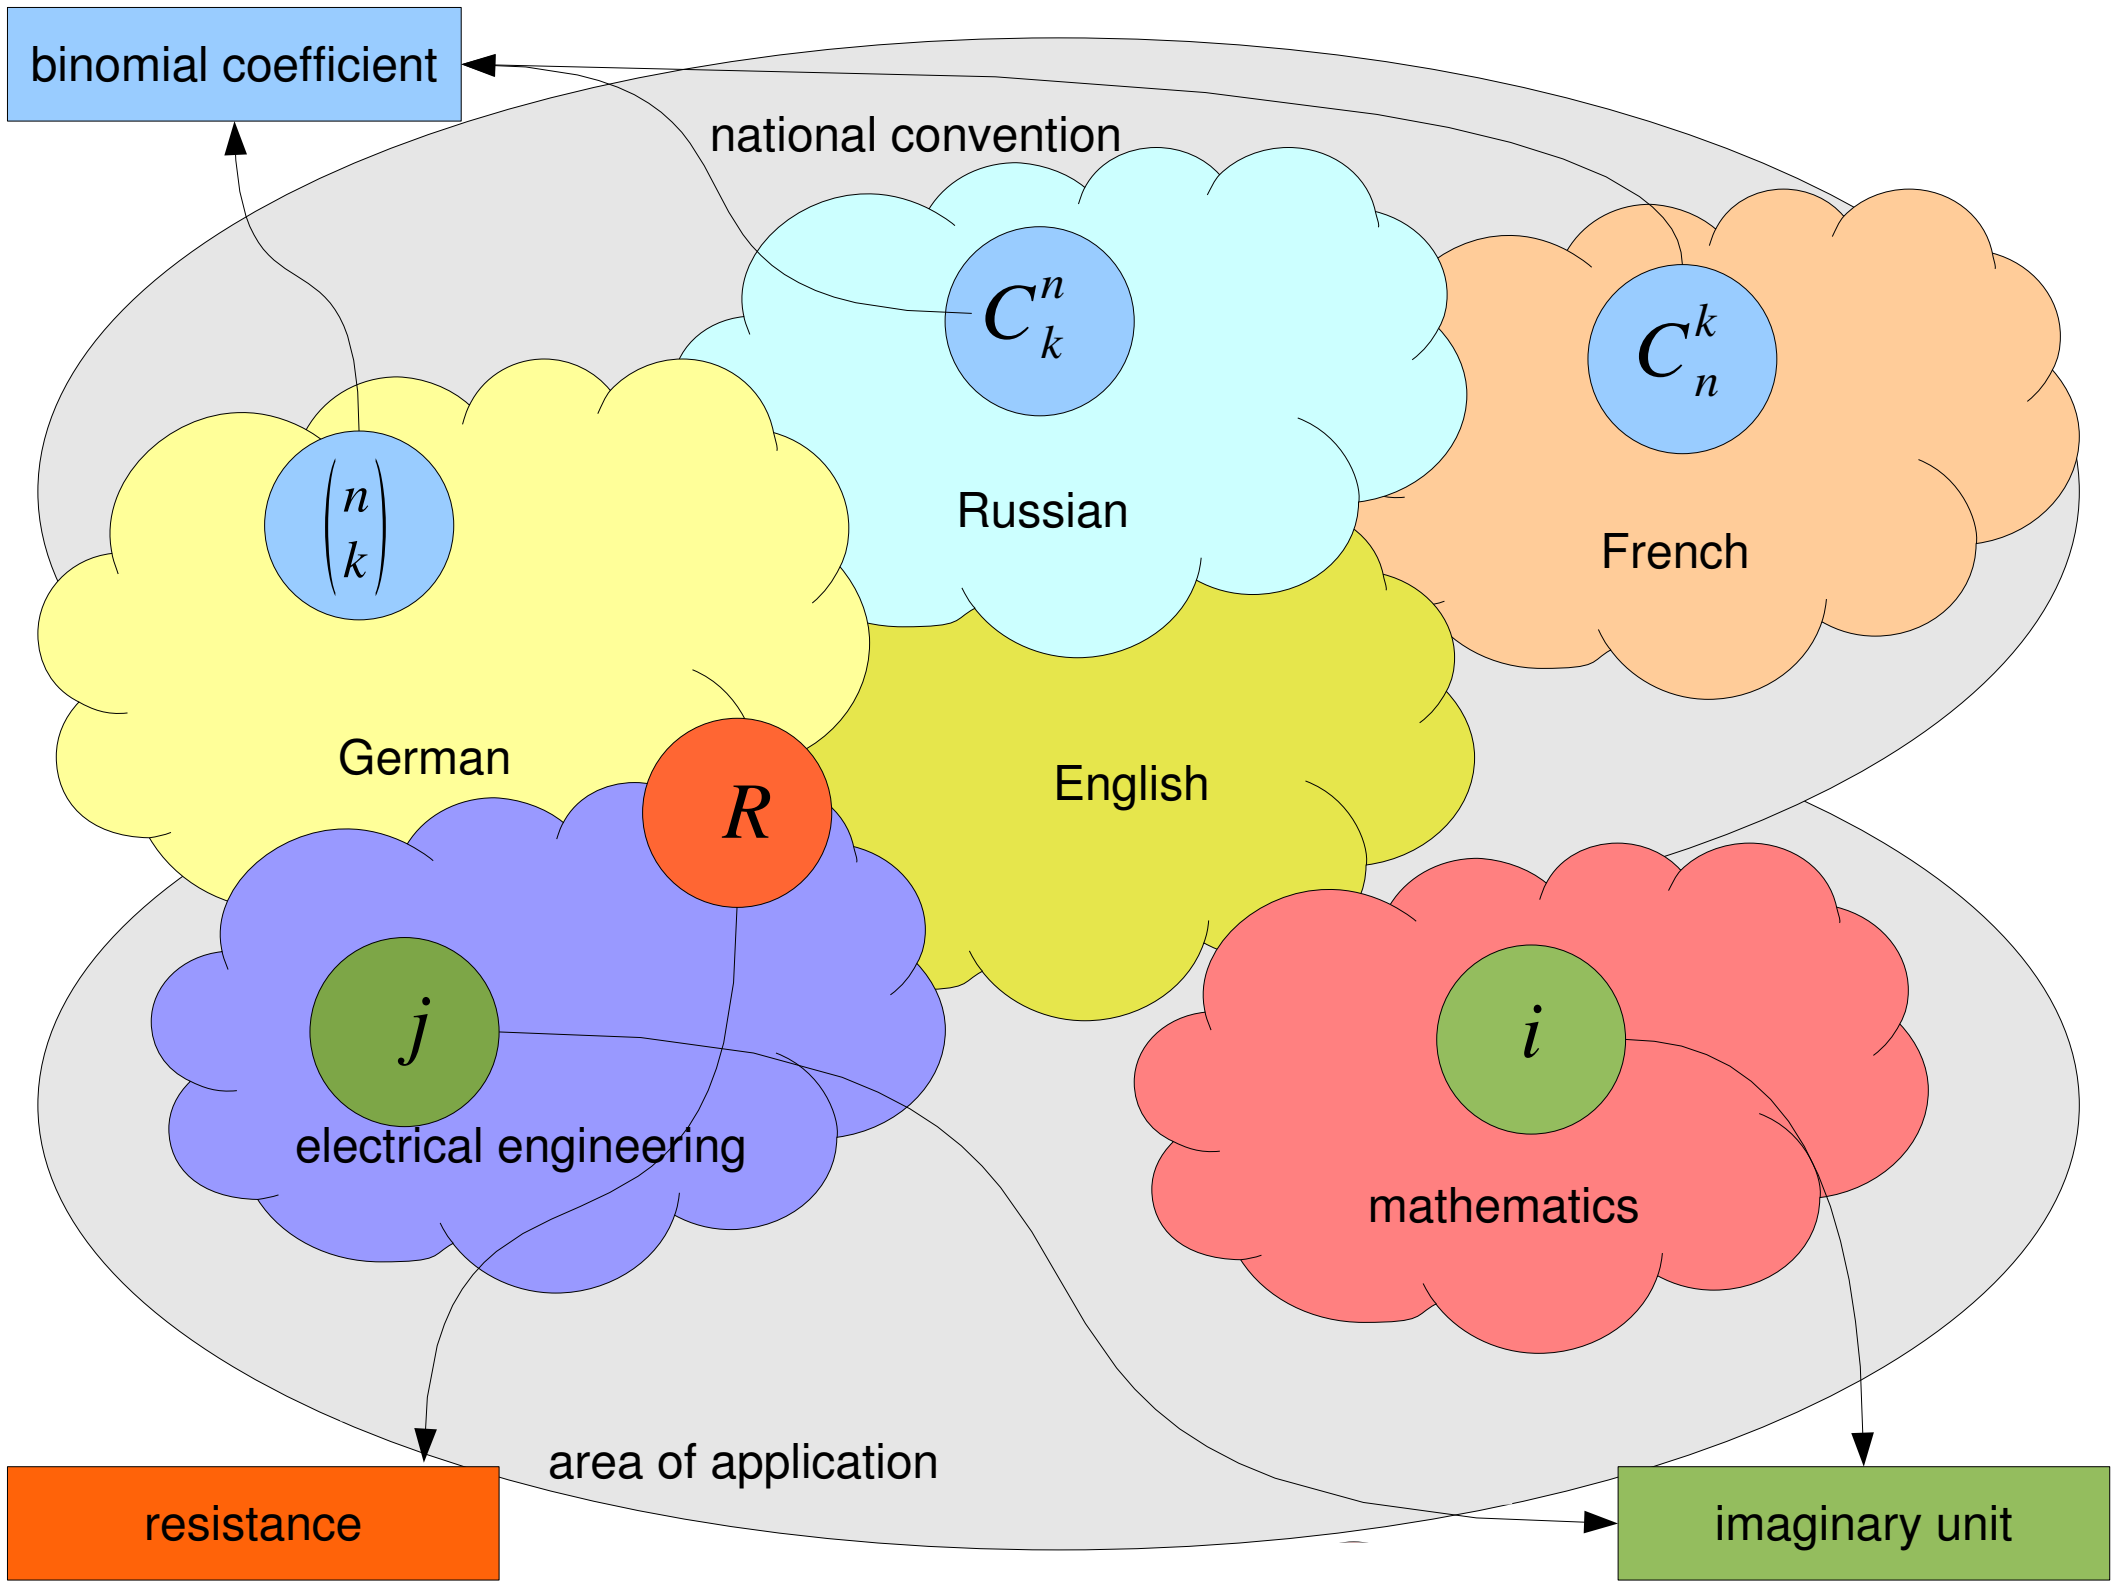 binomial coefficient
national convention
C n k
C k n
( n k )
Russian
French
German
English
R
j
i
electrical engineering
mathematics
area of application
resistance
imaginary unit